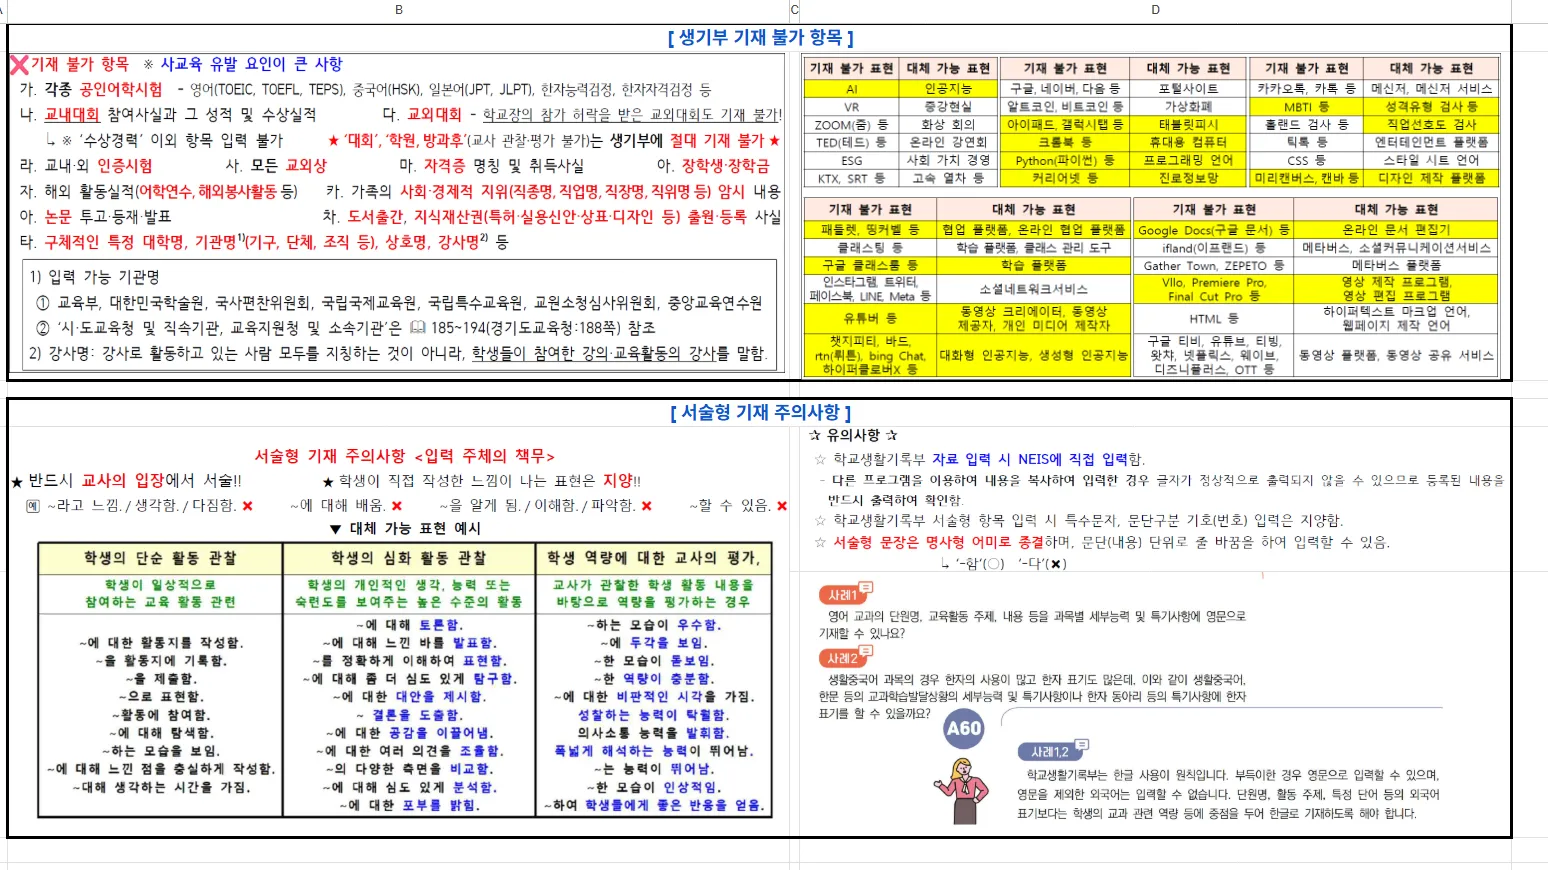 B C D
[ 생기부 기재 불가 항목 ]
❌기재 불가 항목 ※ 사교육 유발 요인이 큰 사항
가. 각종 공인어학시험 - 영어(TOEIC, TOEFL, TEPS), 중국어(HSK), 일본어(JPT, JLPT), 한자능력검정, 한자자격검정 등
나. 교내대회 참여사실과 그 성적 및 수상실적 다. 교외대회 - 학교장의 참가 허락을 받은 교외대회도 기재 불가!
↳ ※ ‘수상경력’ 이외 항목 입력 불가 ★ ‘대회’, ‘학원, 방과후’(교사 관찰·평가 불가)는 생기부에 절대 기재 불가 ★
라. 교내·외 인증시험 사. 모든 교외상 마. 자격증 명칭 및 취득사실 아. 장학생·장학금
자. 해외 활동실적(어학연수, 해외봉사활동 등) 카. 가족의 사회·경제적 지위(직종명, 직업명, 직장명, 직위명 등) 암시 내용
아. 논문 투고·등재·발표 차. 도서출간, 지식재산권(특허·실용신안·상표·디자인 등) 출원·등록 사실
타. 구체적인 특정 대학명, 기관명1)(기구, 단체, 조직 등), 상호명, 강사명2) 등
1) 입력 가능 기관명
① 교육부, 대한민국학술원, 국사편찬위원회, 국립국제교육원, 국립특수교육원, 교원소청심사위원회, 중앙교육연수원
② ‘시·도교육청 및 직속기관, 교육지원청 및 소속기관’은 📖 185~194(경기도교육청:188쪽) 참조
2) 강사명: 강사로 활동하고 있는 사람 모두를 지칭하는 것이 아니라, 학생들이 참여한 강의·교육활동의 강사를 말함.
기재 불가 표현 대체 가능 표현 기재 불가 표현 대체 가능 표현 기재 불가 표현 대체 가능 표현
AI 인공지능 구글, 네이버, 다음 등 포털사이트 카카오톡, 카톡 등 메신저, 메신저 서비스
VR 증강현실 알트코인, 비트코인 등 가상화폐 MBTI 등 성격유형 검사 등
ZOOM(줌) 등 화상 회의 아이패드, 갤럭시탭 등 태블릿피시 홀랜드 검사 등 직업선호도 검사
TED(테드) 등 온라인 강연회 크롬북 등 휴대용 컴퓨터 틱톡 등 엔터테인먼트 플랫폼
ESG 사회 가치 경영 Python(파이썬) 등 프로그래밍 언어 CSS 등 스타일 시트 언어
KTX, SRT 등 고속 열차 등 커리어넷 등 진로정보망 미리캔버스, 캔바 등 디자인 제작 플랫폼
기재 불가 표현 대체 가능 표현 기재 불가 표현 대체 가능 표현
패들렛, 띵커벨 등 협업 플랫폼, 온라인 협업 플랫폼 Google Docs(구글 문서) 등 온라인 문서 편집기
클래스팅 등 학습 플랫폼, 클래스 관리 도구 ifland(이프랜드) 등 메타버스, 소셜커뮤니케이션서비스
구글 클래스룸 등 학습 플랫폼 Gather Town, ZEPETO 등 메타버스 플랫폼
인스타그램, 트위터,
페이스북, LINE, Meta 등 소셜네트워크서비스 Vllo, Premiere Pro,
Final Cut Pro 등 영상 제작 프로그램,
영상 편집 프로그램
유튜버 등 동영상 크리에이터, 동영상
제공자, 개인 미디어 제작자 HTML 등 하이퍼텍스트 마크업 언어,
웹페이지 제작 언어
챗지피티, 바드,
rtn(뤼튼), bing Chat,
하이퍼클로버X 등 대화형 인공지능, 생성형 인공지능 구글 티비, 유튜브, 티빙,
왓챠, 넷플릭스, 웨이브,
디즈니플러스, OTT 등 동영상 플랫폼, 동영상 공유 서비스
[ 서술형 기재 주의사항 ]
서술형 기재 주의사항 <입력 주체의 책무>
★ 반드시 교사의 입장에서 서술!! ★ 학생이 직접 작성한 느낌이 나는 표현은 지양!!
예 ~라고 느낌./생각함./다짐함. ✖ ~에 대해 배움. ✖ ~을 알게 됨./이해함./파악함. ✖ ~할 수 있음. ✖
▼ 대체 가능 표현 예시
학생의 단순 활동 관찰 학생의 심화 활동 관찰 학생 역량에 대한 교사의 평가,
학생이 일상적으로
참여하는 교육 활동 관련 학생의 개인적인 생각, 능력 또는
숙련도를 보여주는 높은 수준의 활동 교사가 관찰한 학생 활동 내용을
바탕으로 역량을 평가하는 경우
~에 대한 활동지를 작성함.
~을 활동지에 기록함.
~을 제출함.
~으로 표현함.
~활동에 참여함.
~에 대해 탐색함.
~하는 모습을 보임.
~에 대해 느낀 점을 충실하게 작성함.
~대해 생각하는 시간을 가짐.
~에 대해 토론함.
~에 대해 느낀 바를 발표함.
~를 정확하게 이해하여 표현함.
~에 대해 좀 더 심도 있게 탐구함.
~에 대한 대안을 제시함.
~ 결론을 도출함.
~에 대한 공감을 이끌어냄.
~에 대한 여러 의견을 조율함.
~의 다양한 측면을 비교함.
~에 대해 심도 있게 분석함.
~에 대한 포부를 밝힘.
~하는 모습이 우수함.
~에 두각을 보임.
~한 모습이 돋보임.
~한 역량이 충분함.
~에 대한 비판적인 시각을 가짐.
성찰하는 능력이 탁월함.
의사소통 능력을 발휘함.
폭넓게 해석하는 능력이 뛰어남.
~는 능력이 뛰어남.
~한 모습이 인상적임.
~하여 학생들에게 좋은 반응을 얻음.
☆ 유의사항 ☆
☆ 학교생활기록부 자료 입력 시 NEIS에 직접 입력함.
- 다른 프로그램을 이용하여 내용을 복사하여 입력한 경우 글자가 정상적으로 출력되지 않을 수 있으므로 등록된 내용을
반드시 출력하여 확인함.
☆ 학교생활기록부 서술형 항목 입력 시 특수문자, 문단구분 기호(번호) 입력은 지양함.
☆ 서술형 문장은 명사형 어미로 종결하며, 문단(내용) 단위로 줄 바꿈을 하여 입력할 수 있음.
↳ ‘-함’(○) ‘-다’(✖)
사례1
영어 교과의 단원명, 교육활동 주제, 내용 등을 과목별 세부능력 및 특기사항에 영문으로
기재할 수 있나요?
사례2
생활중국어 과목의 경우 한자의 사용이 많고 한자 표기도 많은데, 이와 같이 생활중국어,
한문 등의 교과학습발달상황의 세부능력 및 특기사항이나 한자 동아리 등의 특기사항에 한자
표기를 할 수 있을까요?
A60
사례1,2
학교생활기록부는 한글 사용이 원칙입니다. 부득이한 경우 영문으로 입력할 수 있으며,
영문을 제외한 외국어는 입력할 수 없습니다. 단원명, 활동 주제, 특정 단어 등의 외국어
표기보다는 학생의 교과 관련 역량 등에 중점을 두어 한글로 기재하도록 해야 합니다.